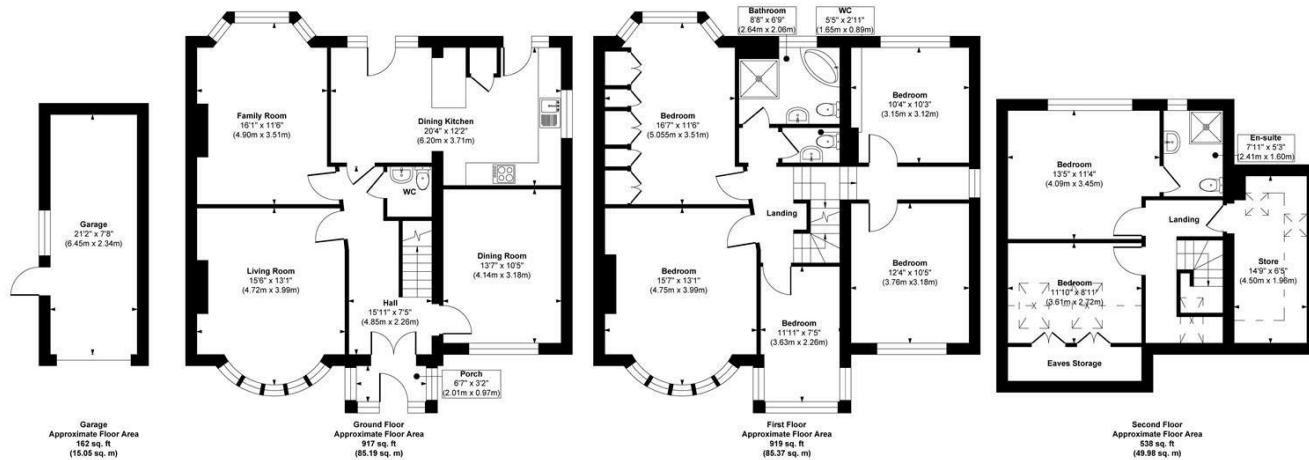 Garage
21'2" x 7'8"
(6.45m x 2.34m)
Garage
Approximate Floor Area
162 sq. ft
(15.05 sq. m)
Family Room
16'1" x 11'6"
(4.90m x 3.51m)
Dining Kitchen
20'4" x 12'2"
(6.20m x 3.71m)
WC
Living Room
15'6" x 13'1"
(4.72m x 3.99m)
Dining Room
13'7" x 10'5"
(4.14m x 3.18m)
Hall
15'11" x 7'5"
(4.85m x 2.26m)
Porch
6'7" x 3'2"
(2.01m x 0.97m)
Ground Floor
Approximate Floor Area
917 sq. ft
(85.19 sq. m)
Bathroom
8'8" x 6'9"
(2.64m x 2.06m)
WC
5'5" x 2'11"
(1.65m x 0.89m)
Bedroom
16'7" x 11'6"
(5.055m x 3.51m)
Bedroom
10'4" x 10'3"
(3.15m x 3.12m)
Landing
Bedroom
15'7" x 13'1"
(4.75m x 3.99m)
Bedroom
12'4" x 10'5"
(3.76m x3.18m)
Bedroom
11'11" x 7'5"
(3.63m x 2.26m)
First Floor
Approximate Floor Area
919 sq. ft
(85.37 sq. m)
En-suite
7'11" x 5'3"
(2.41m x 1.60m)
Bedroom
13'5" x 11'4"
(4.09m x 3.45m)
Landing
Store
14'9" x 6'5"
(4.50m x 1.96m)
Bedroom
11'10" x 8'11"
(3.61m x 2.72m)
Eaves Storage
Second Floor
Approximate Floor Area
538 sq. ft
(49.98 sq. m)